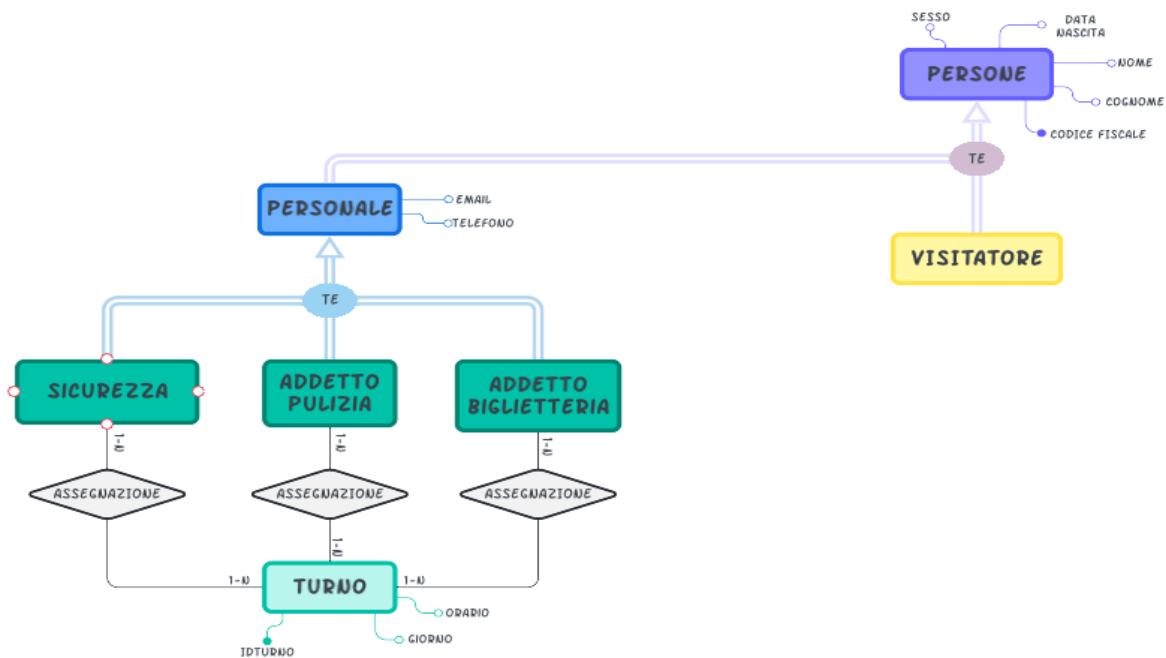 SESSO
DATA
NASCITA
PERSONE
NOME
COGNOME
CODICE FISCALE
TE
PERSONALE
EMAIL
TELEFONO
VISITATORE
TE
SICUREZZA
ADDETTO
PULIZIA
ADDETTO
BIGLIETTERIA
1-N
1-N
1-N
ASSEGNAZIONE
ASSEGNAZIONE
ASSEGNAZIONE
1-N
1-N
1-N
TURNO
ORARIO
GIORNO
IDTURNO